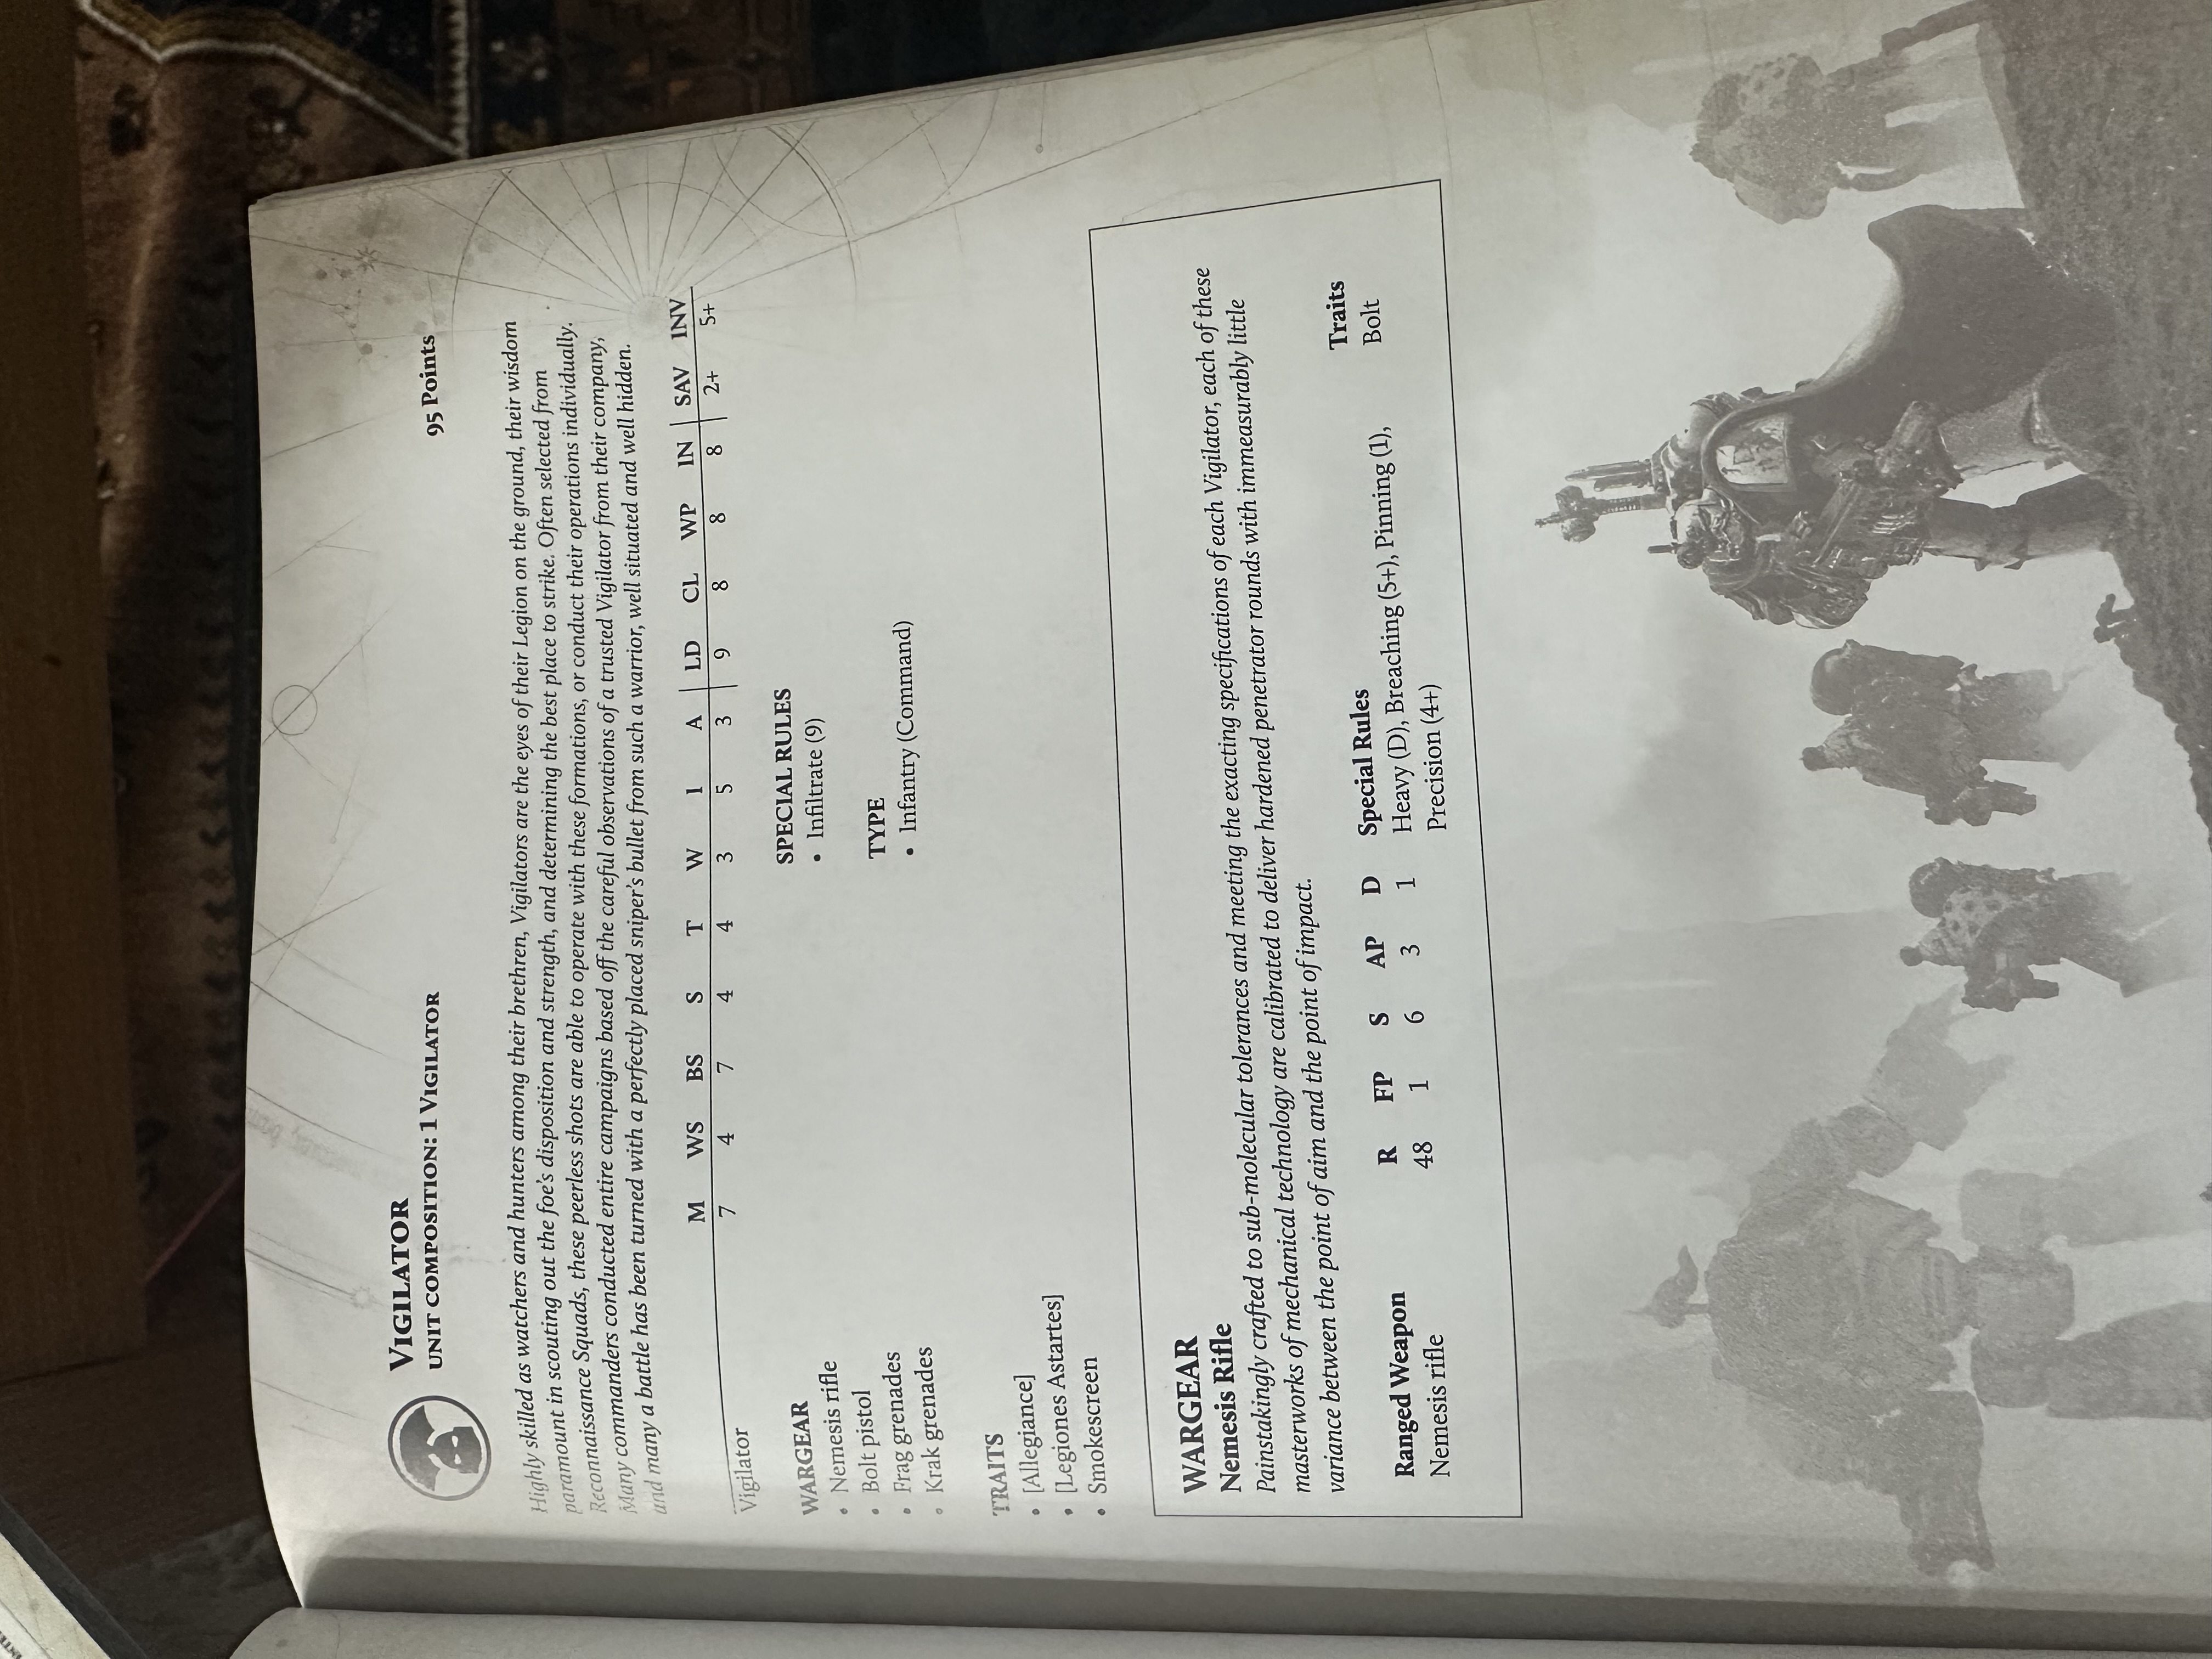 VIGILATOR
UNIT COMPOSITION: 1 VIGILATOR
95 Points
Highly skilled as watchers and hunters among their brethren, Vigilators are the eyes of their Legion on the ground, their wisdom
paramount in scouting out the foe's disposition and strength, and determining the best place to strike. Often selected from
Reconnaissance Squads, these peerless shots are able to operate with these formations, or conduct their operations individually.
Many commanders conducted entire campaigns based off the careful observations of a trusted Vigilator from their company,
and many a battle has been turned with a perfectly placed sniper's bullet from such a warrior, well situated and well hidden.
M WS BS S T W I A LD CL WP IN SAV INV
Vigilator 7 4 7 4 4 3 5 3 9 8 8 8 2+ 5+
WARGEAR
• Nemesis rifle
• Bolt pistol
• Frag grenades
• Krak grenades
TRAITS
• [Allegiance]
• [Legiones Astartes]
• Smokescreen
SPECIAL RULES
• Infiltrate (9)
TYPE
• Infantry (Command)
WARGEAR
Nemesis Rifle
Painstakingly crafted to sub-molecular tolerances and meeting the exacting specifications of each Vigilator, each of these
masterworks of mechanical technology are calibrated to deliver hardened penetrator rounds with immeasurably little
variance between the point of aim and the point of impact.
Ranged Weapon R FP S AP D Special Rules Traits
Nemesis rifle 48 1 6 3 1 Heavy (D), Breaching (5+), Pinning (1), Bolt
Precision (4+)